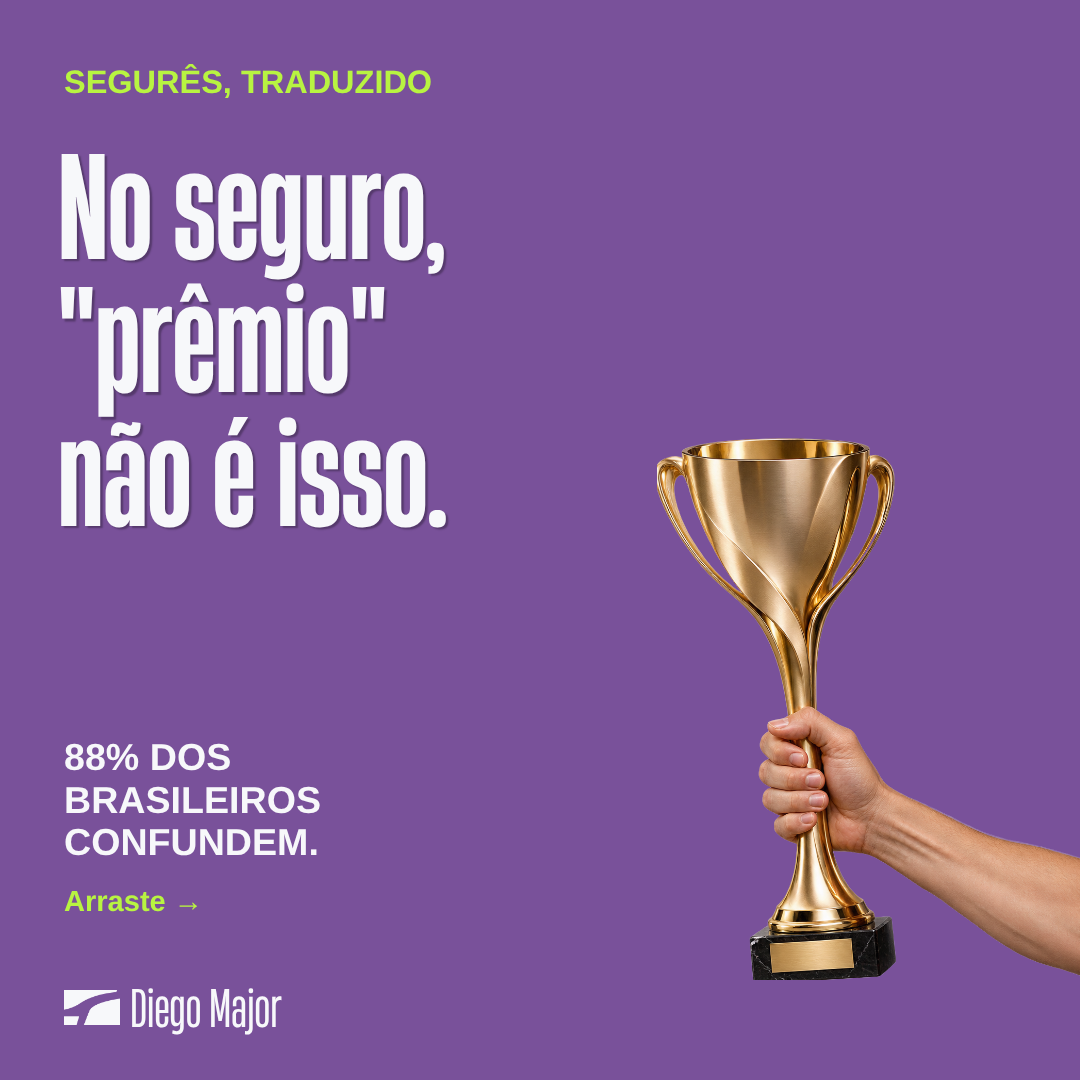 SEGURÊS, TRADUZIDO
No seguro,
"prêmio"
não é isso.
88% DOS
BRASILEIROS
CONFUNDEM.
Arraste →
Diego Major